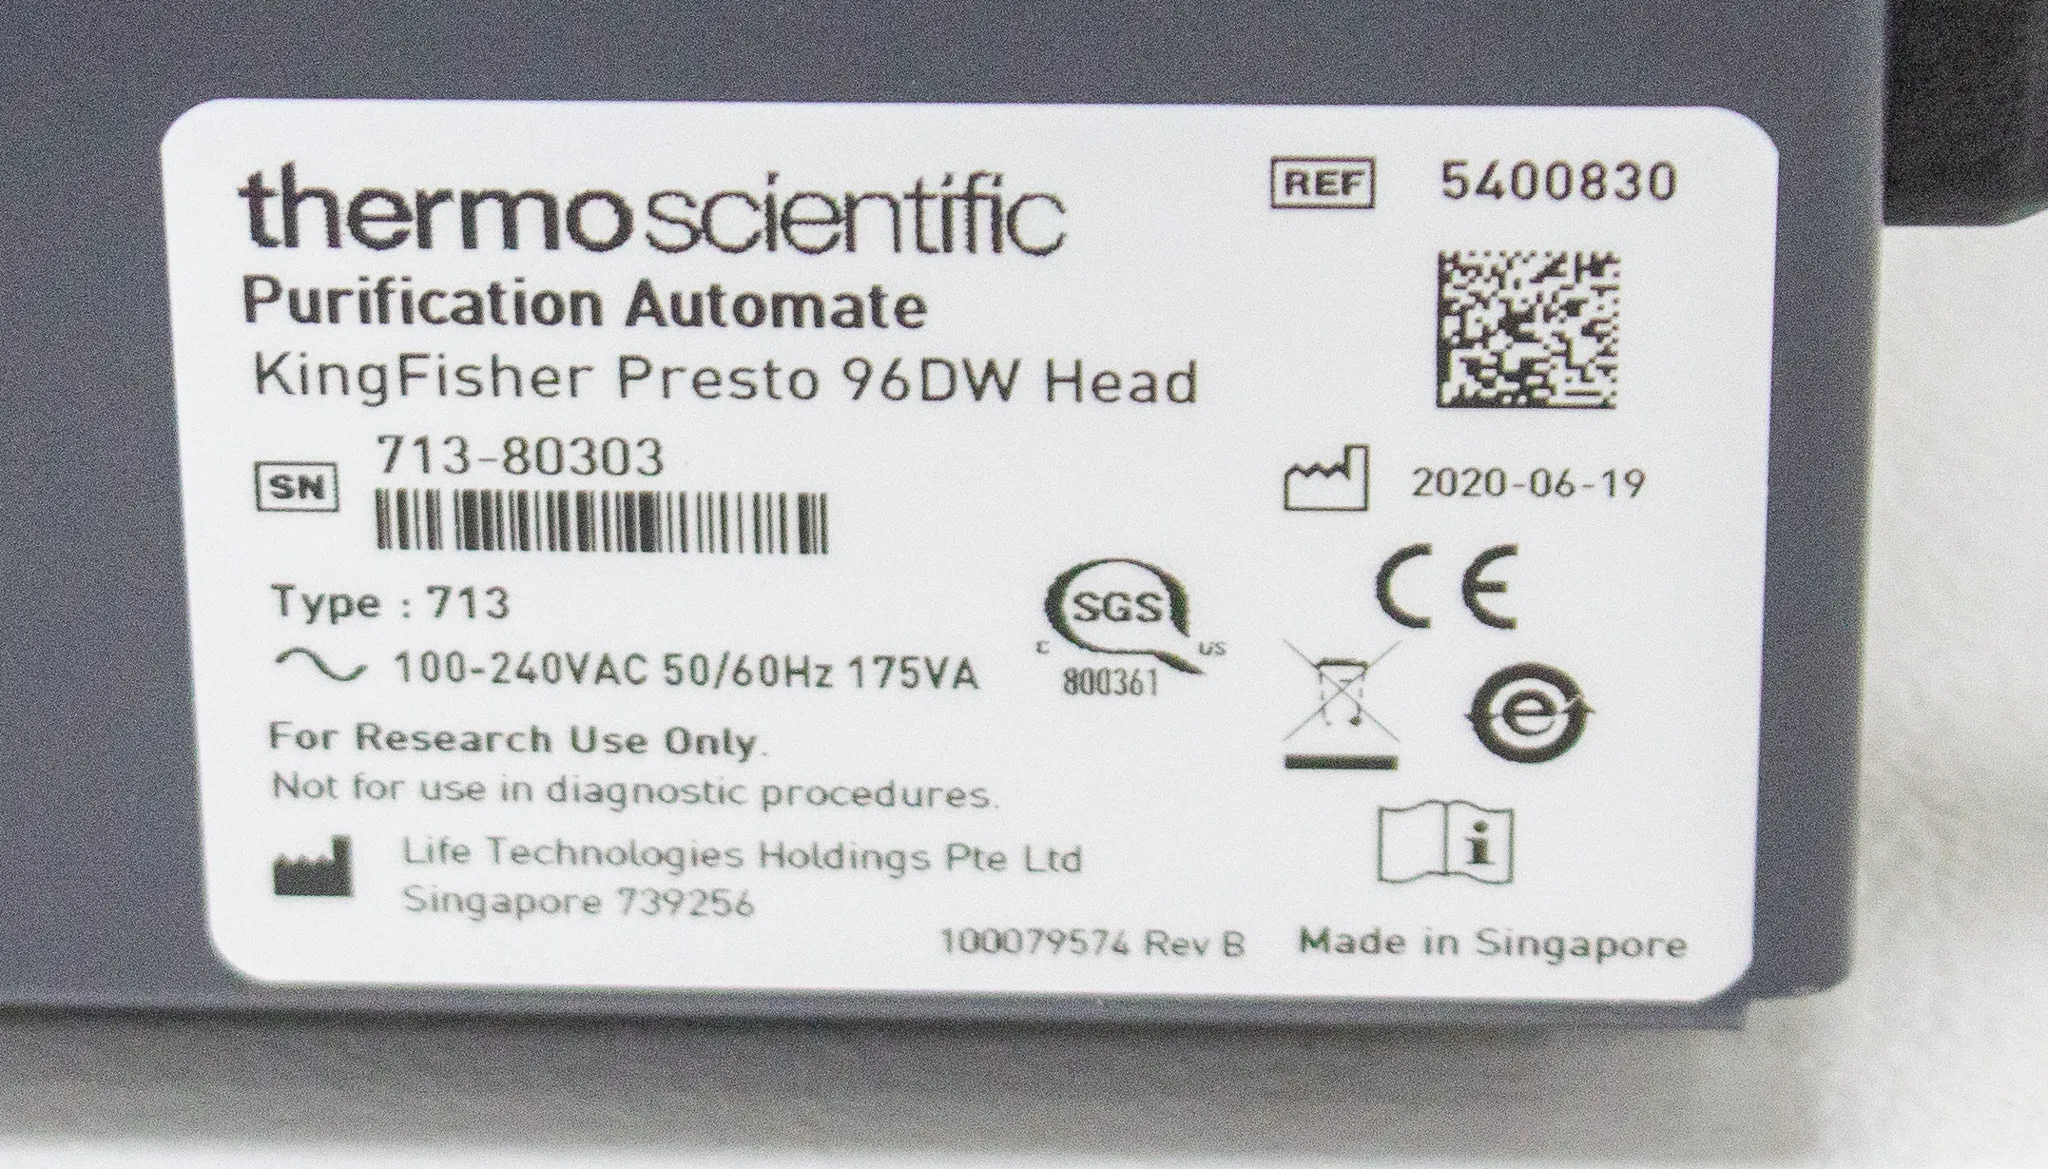 thermo scientific
REF 5400830
Purification Automate
KingFisher Presto 96DW Head
SN 713-80303
2020-06-19
Type : 713
100-240VAC 50/60Hz 175VA
SGS
C US
800361
CE
e
For Research Use Only.
Not for use in diagnostic procedures.
i
Life Technologies Holdings Pte Ltd
Singapore 739256
100079574 Rev B
Made in Singapore